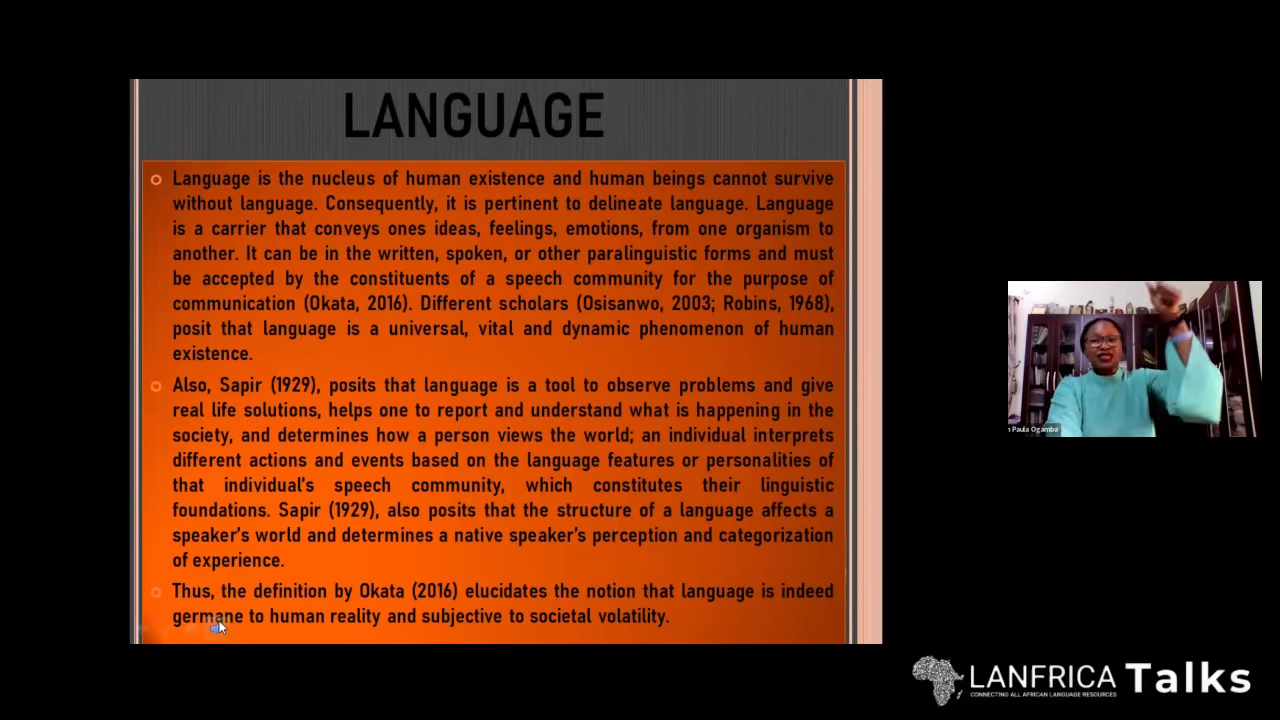 LANGUAGE
Language is the nucleus of human existence and human beings cannot survive
without language. Consequently, it is pertinent to delineate language. Language
is a carrier that conveys ones ideas, feelings, emotions, from one organism to
another. It can be in the written, spoken, or other paralinguistic forms and must
be accepted by the constituents of a speech community for the purpose of
communication (Okata, 2016). Different scholars (Osisanwo, 2003; Robins, 1968),
posit that language is a universal, vital and dynamic phenomenon of human
existence.
Also, Sapir (1929), posits that language is a tool to observe problems and give
real life solutions, helps one to report and understand what is happening in the
society, and determines how a person views the world; an individual interprets
different actions and events based on the language features or personalities of
that individual's speech community, which constitutes their linguistic
foundations. Sapir (1929), also posits that the structure of a language affects a
speaker's world and determines a native speaker's perception and categorization
of experience.
Thus, the definition by Okata (2016) elucidates the notion that language is indeed
germane to human reality and subjective to societal volatility.
Paula Ogamba
LANFRICA Talks
CONNECTING ALL AFRICAN LANGUAGE RESOURCES